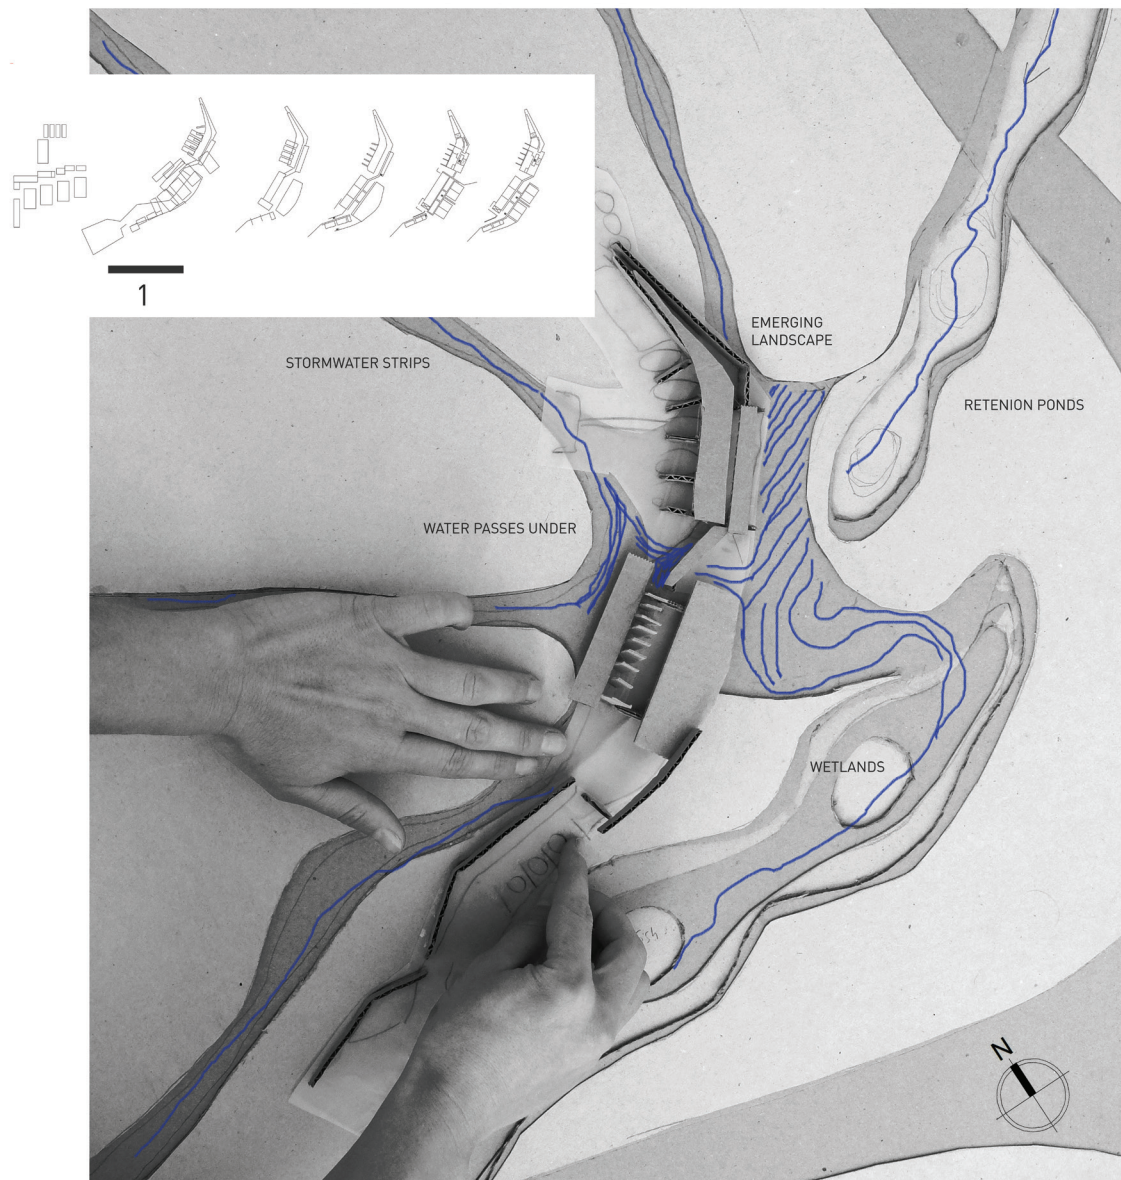 1
STORMWATER STRIPS
EMERGING
LANDSCAPE
RETENION PONDS
WATER PASSES UNDER
WETLANDS
N